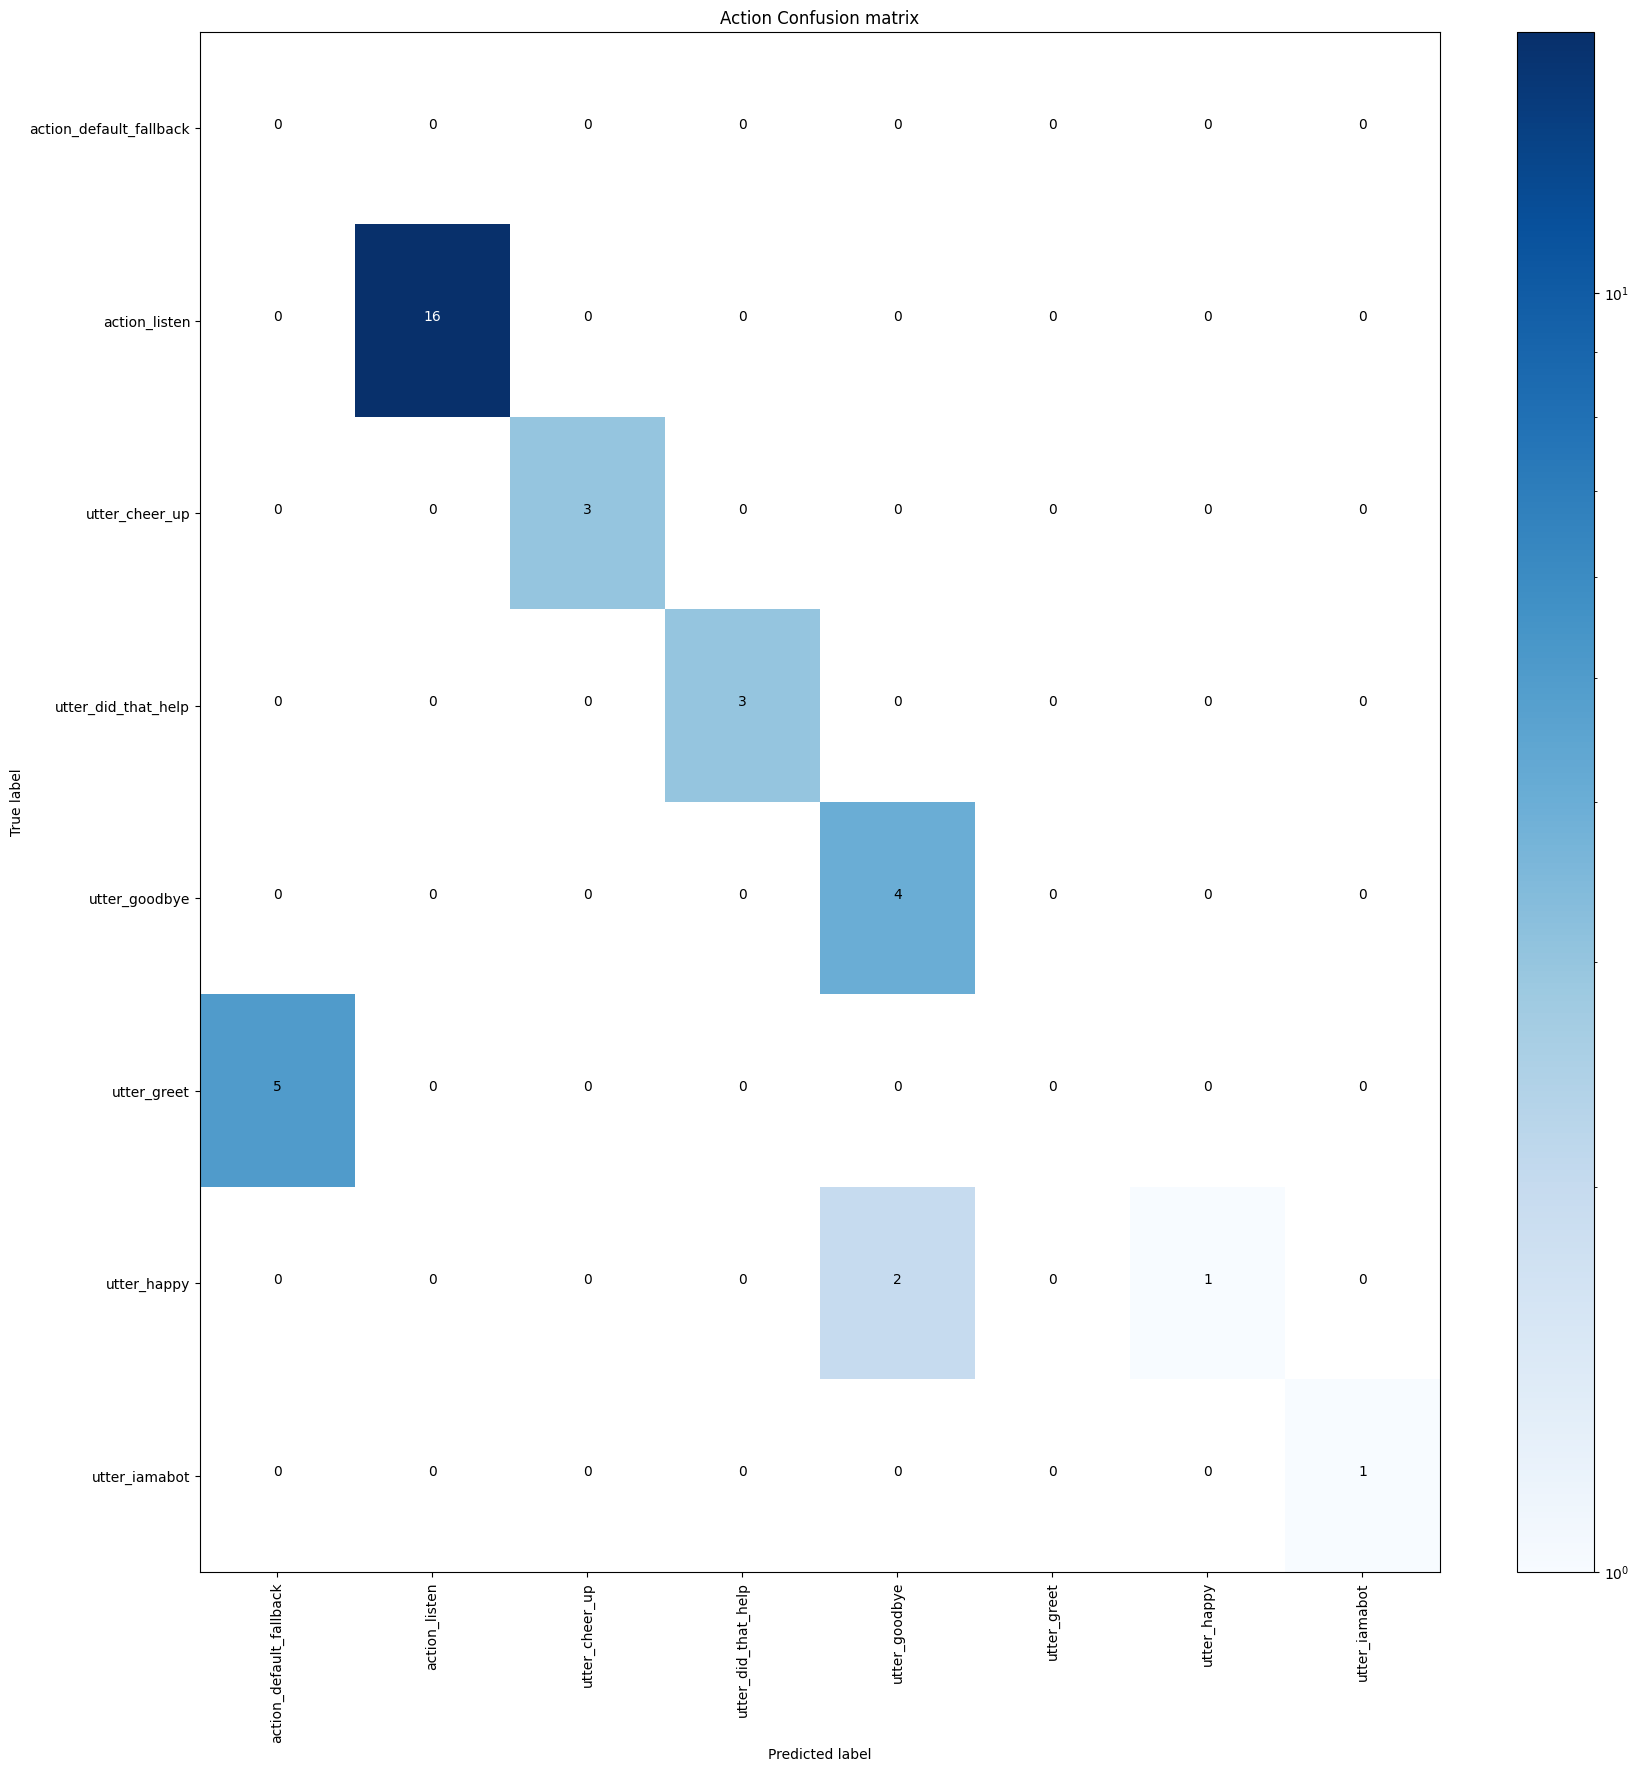 Action Confusion matrix
action_default_fallback 0 0 0 0 0 0 0 0
action_listen 0 16 0 0 0 0 0 0
utter_cheer_up 0 0 3 0 0 0 0 0
utter_did_that_help 0 0 0 3 0 0 0 0
utter_goodbye 0 0 0 0 4 0 0 0
utter_greet 5 0 0 0 0 0 0 0
utter_happy 0 0 0 0 2 0 1 0
utter_iamabot 0 0 0 0 0 0 0 1
True label
action_default_fallback
action_listen
utter_cheer_up
utter_did_that_help
utter_goodbye
utter_greet
utter_happy
utter_iamabot
Predicted label
10¹
10⁰